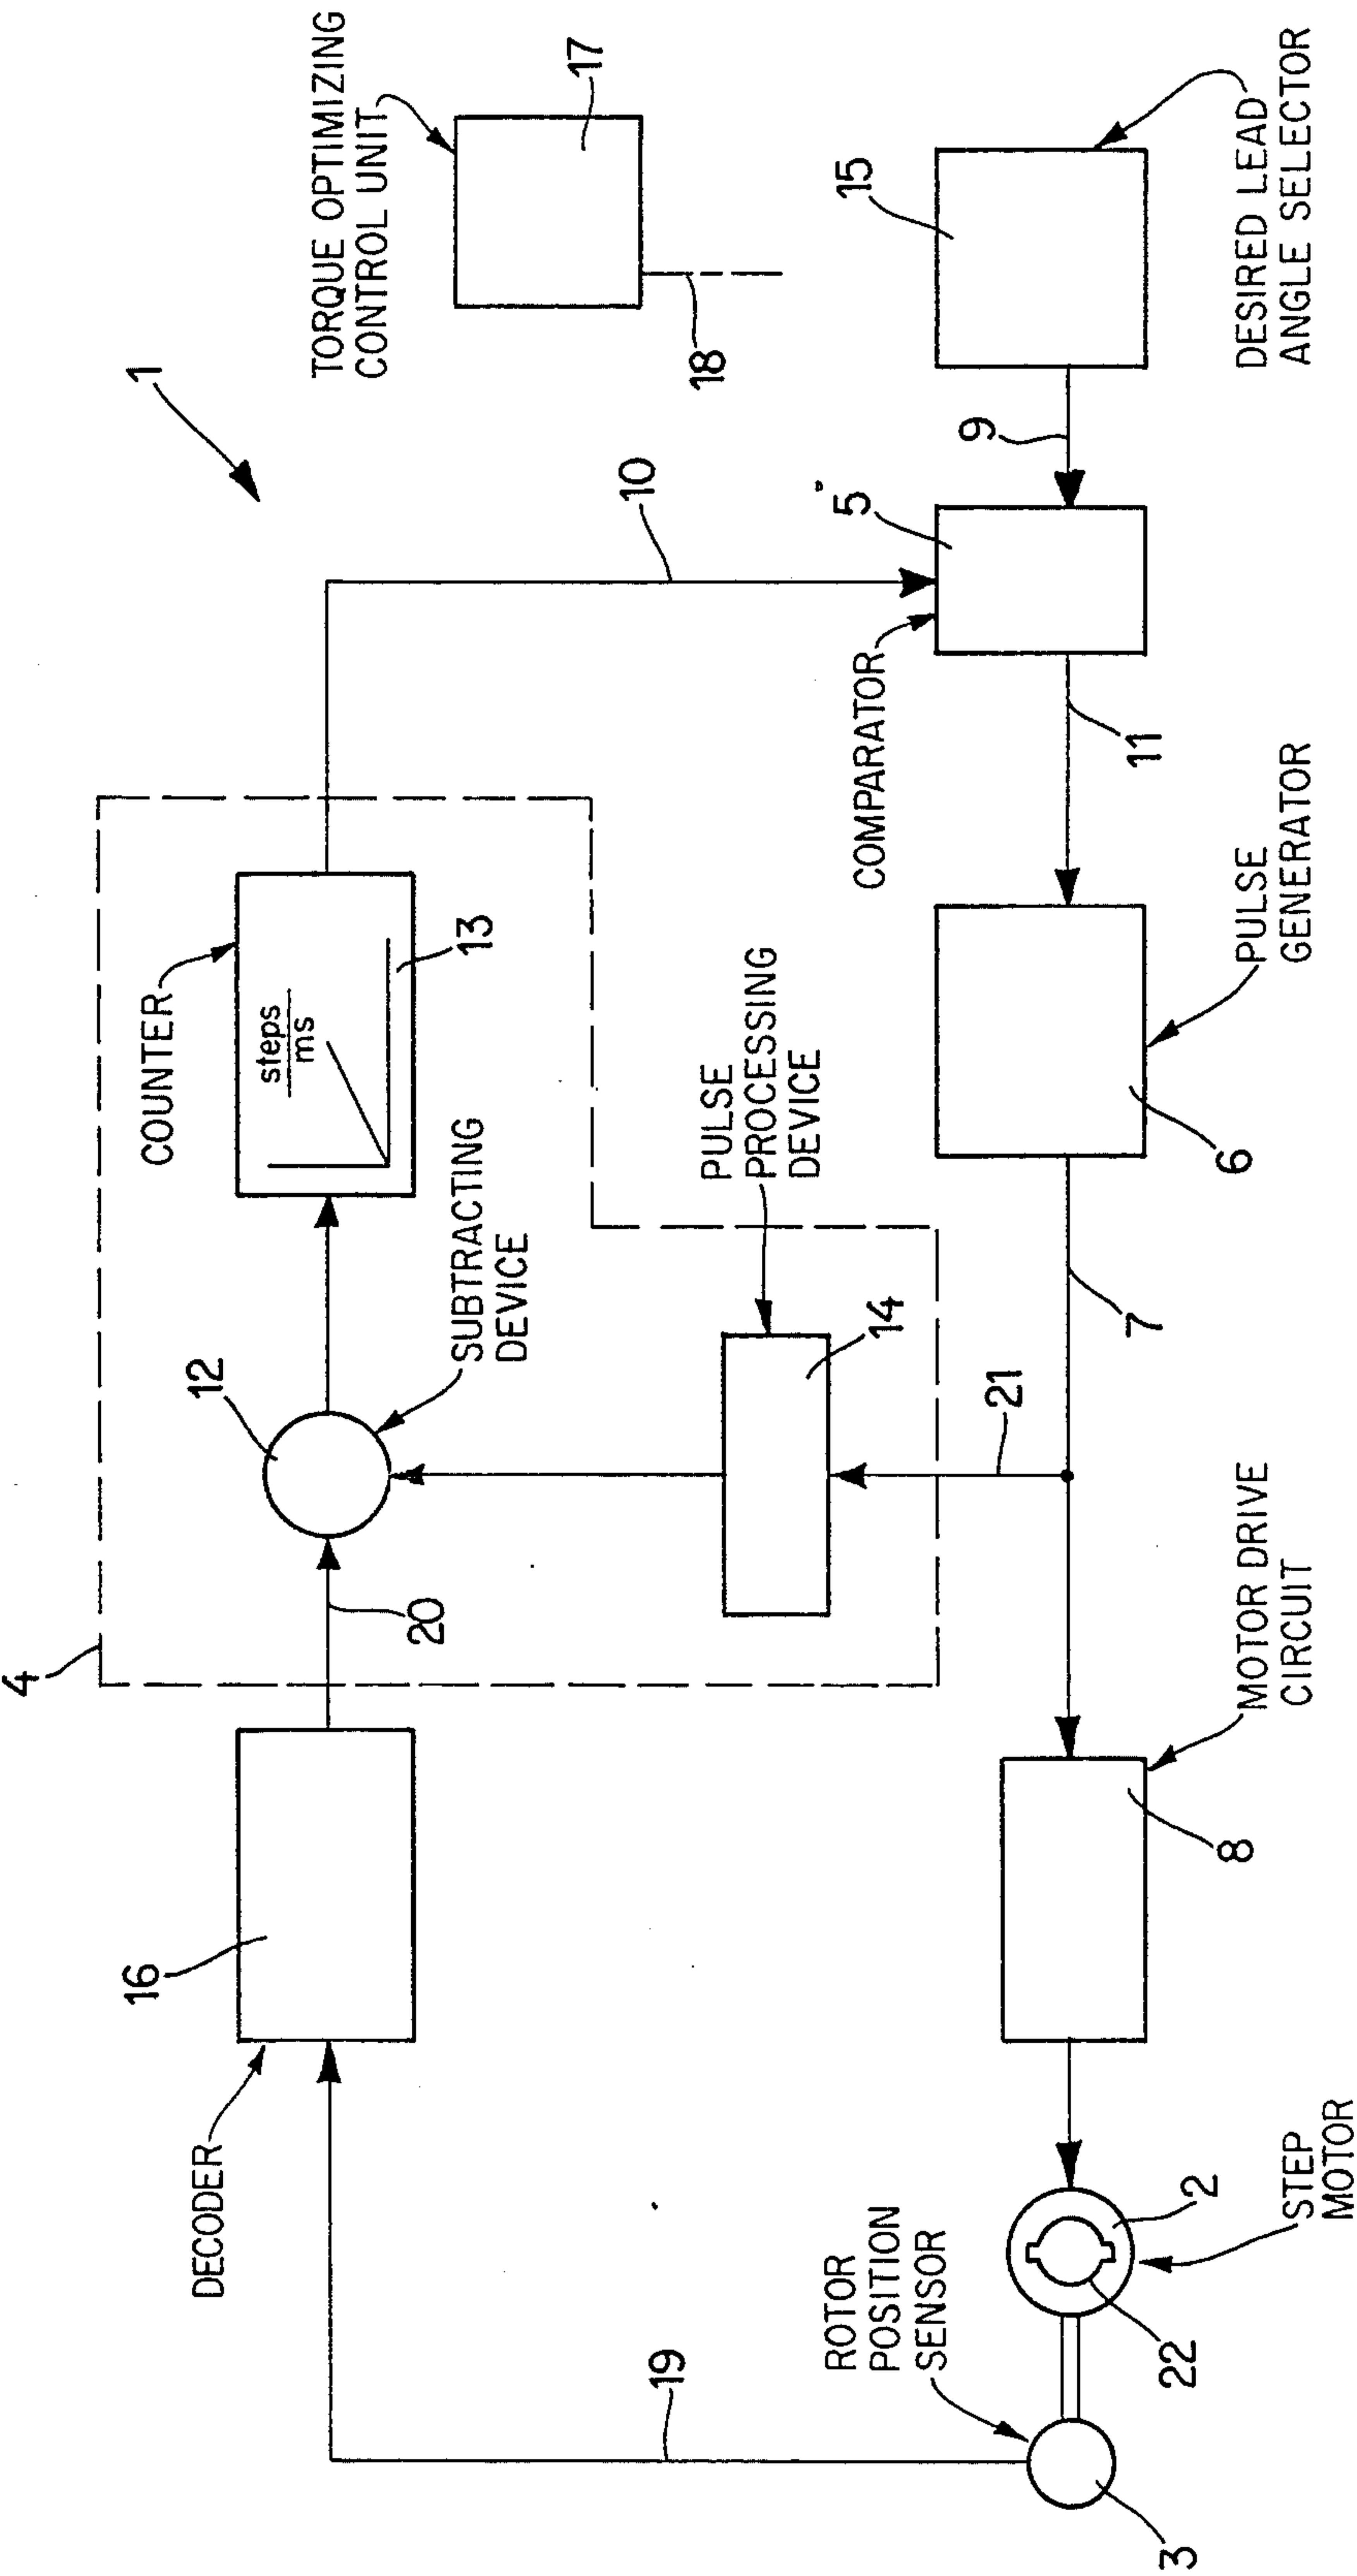 1
TORQUE OPTIMIZING
CONTROL UNIT
17
18
4
16
DECODER
20
12
SUBTRACTING
DEVICE
COUNTER
steps
ms
13
10
PULSE
PROCESSING
DEVICE
14
19
21
ROTOR
POSITION
SENSOR
3
22
2
STEP
MOTOR
8
MOTOR DRIVE
CIRCUIT
7
6
PULSE
GENERATOR
11
COMPARATOR
5
9
15
DESIRED LEAD
ANGLE SELECTOR